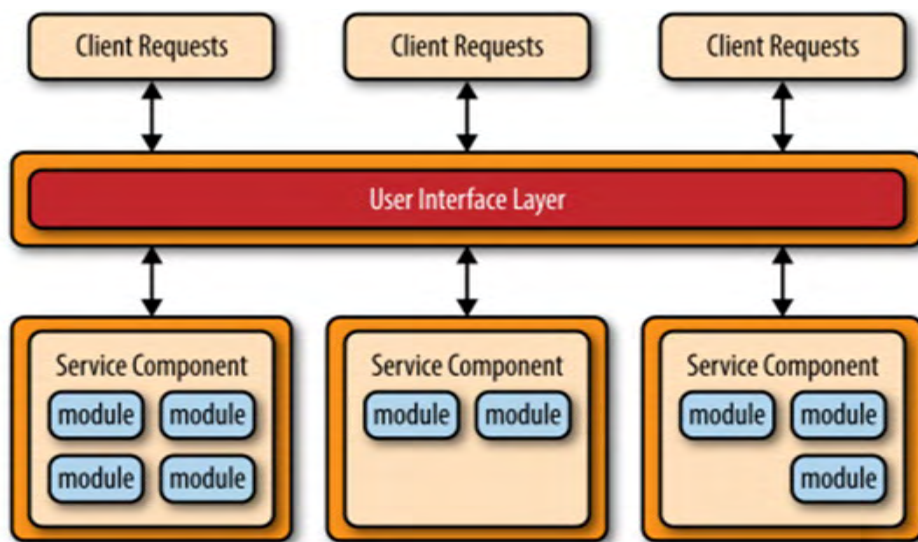 Client Requests
Client Requests
Client Requests
User Interface Layer
Service Component
module module
module module
Service Component
module module
Service Component
module module
module